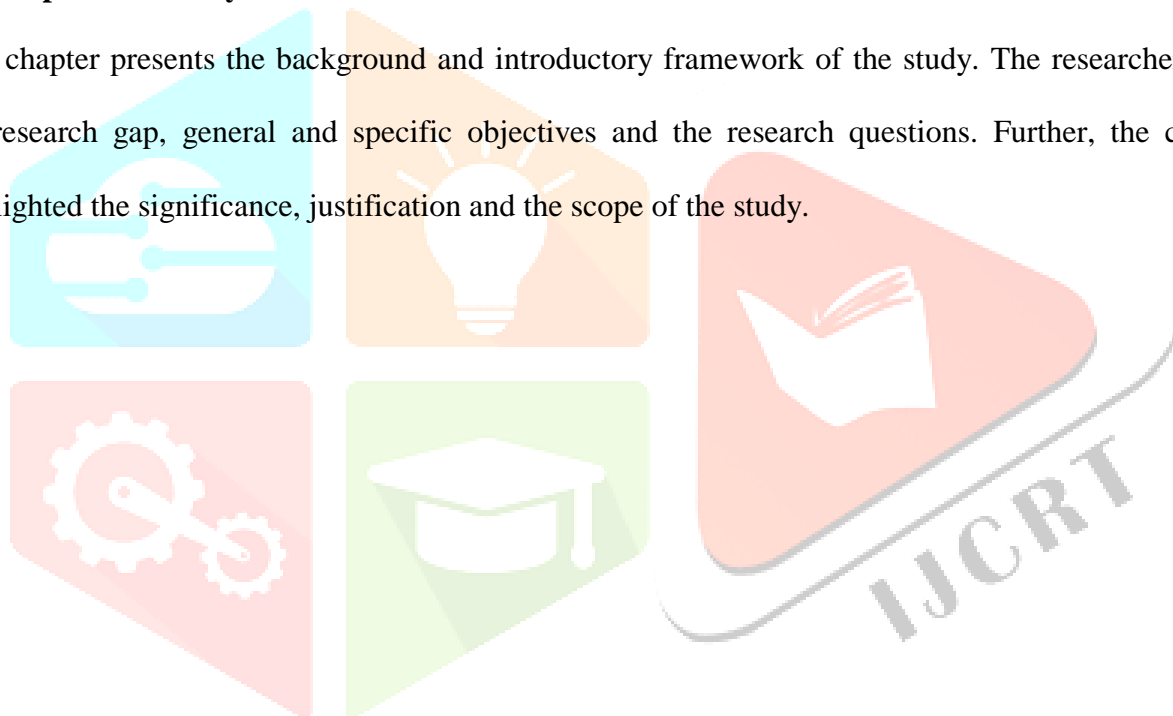 chapter presents the background and introductory framework of the study. The researche
research gap, general and specific objectives and the research questions. Further, the
lighted the significance, justification and the scope of the study.
IJCRT